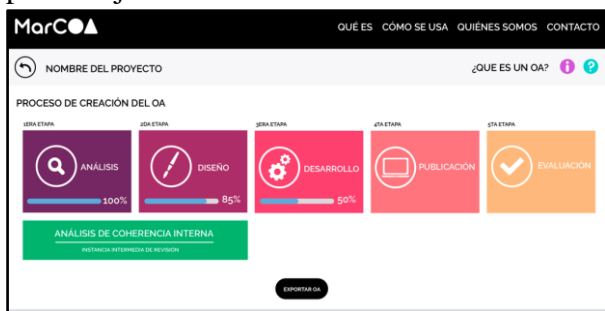 MarCOA
QUÉ ES CÓMO SE USA QUIÉNES SOMOS CONTACTO
NOMBRE DEL PROYECTO
¿QUE ES UN OA? i ?
PROCESO DE CREACIÓN DEL OA
1ERA ETAPA 2DA ETAPA 3ERA ETAPA 4TA ETAPA 5TA ETAPA
ANÁLISIS DISEÑO DESARROLLO PUBLICACIÓN EVALUACIÓN
100% 85% 50%
ANÁLISIS DE COHERENCIA INTERNA
INSTANCIA INTERMEDIA DE REVISIÓN
EXPORTAR OA